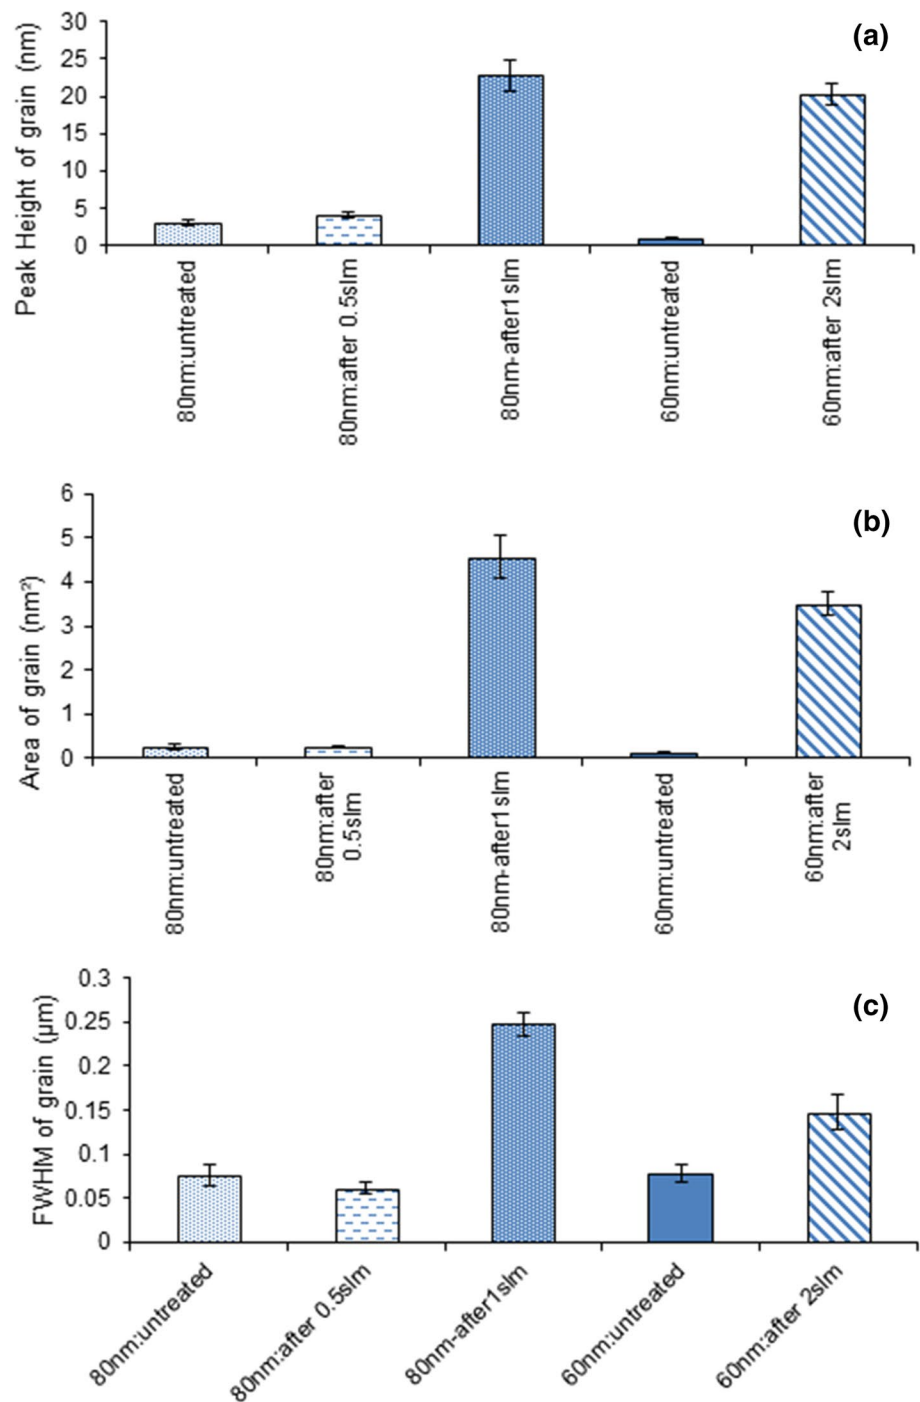 (a)
Peak Height of grain (nm)
30
25
20
15
10
5
0
80nm:untreated
80nm:after 0.5slm
80nm-after1slm
60nm:untreated
60nm:after 2slm
(b)
Area of grain (nm²)
6
5
4
3
2
1
0
80nm:untreated
80nm:after
0.5slm
80nm-after1slm
60nm:untreated
60nm:after
2slm
(c)
FWHM of grain (μm)
0.3
0.25
0.2
0.15
0.1
0.05
0
80nm:untreated
80nm:after 0.5slm
80nm-after1slm
60nm:untreated
60nm:after 2slm